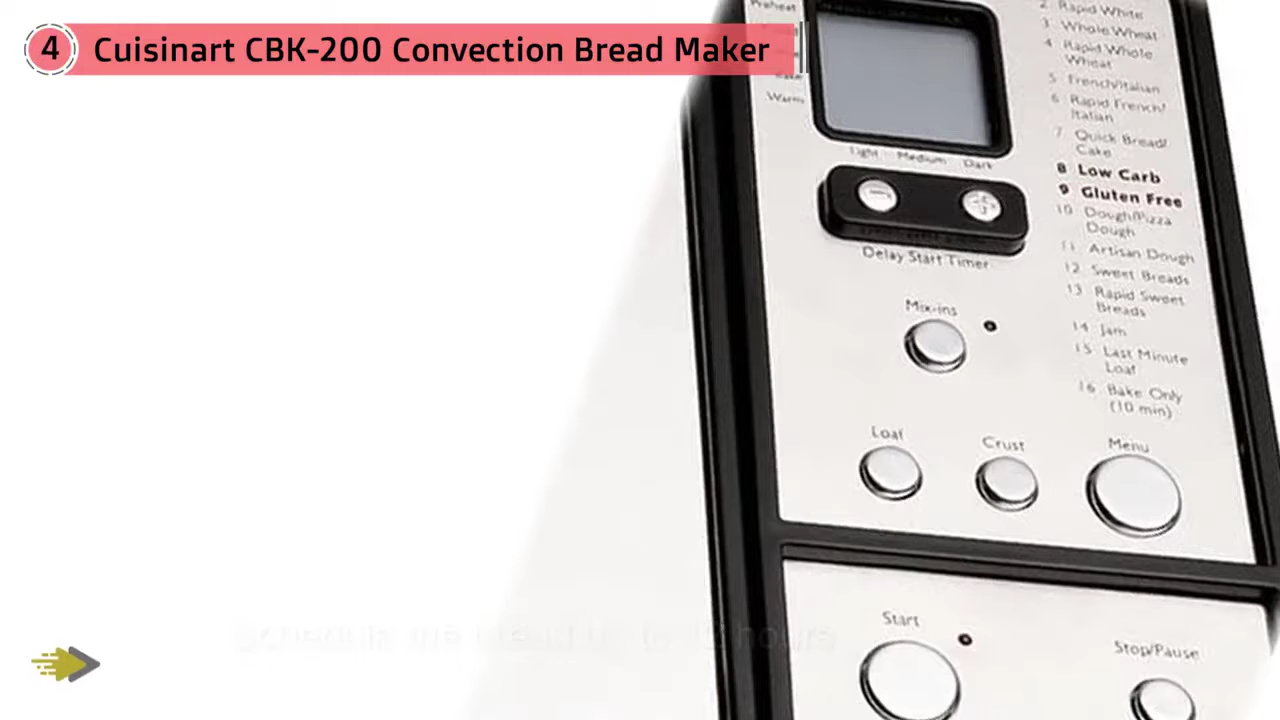 4
Cuisinart CBK-200 Convection Bread Maker
Preheat
Warm
Light Medium Dark
Delay Start Timer
Mix-ins
Loaf
Crust
Menu
Start
Stop/Pause
2 Rapid White
3 Whole Wheat
4 Rapid Whole
Wheat
5 French/Italian
6 Rapid French/
Italian
7 Quick Bread/
Cake
8 Low Carb
9 Gluten Free
10 Dough/Pizza
Dough
11 Artisan Dough
12 Sweet Breads
13 Rapid Sweet
Breads
14 Jam
15 Last Minute
Loaf
16 Bake Only
(10 min)